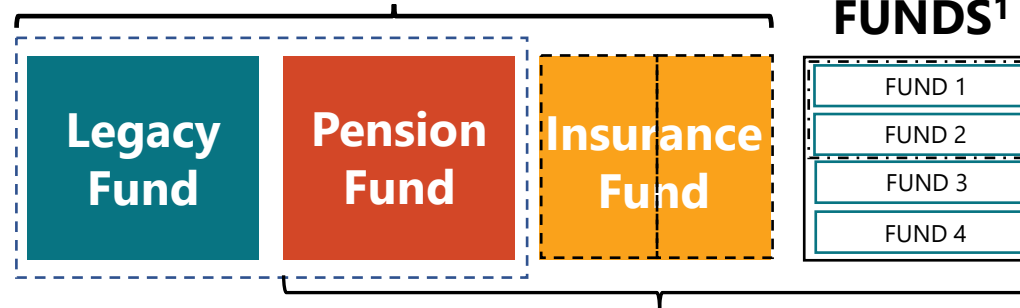 FUNDS¹
Legacy
Fund
Pension
Fund
Insurance
Fund
FUND 1
FUND 2
FUND 3
FUND 4